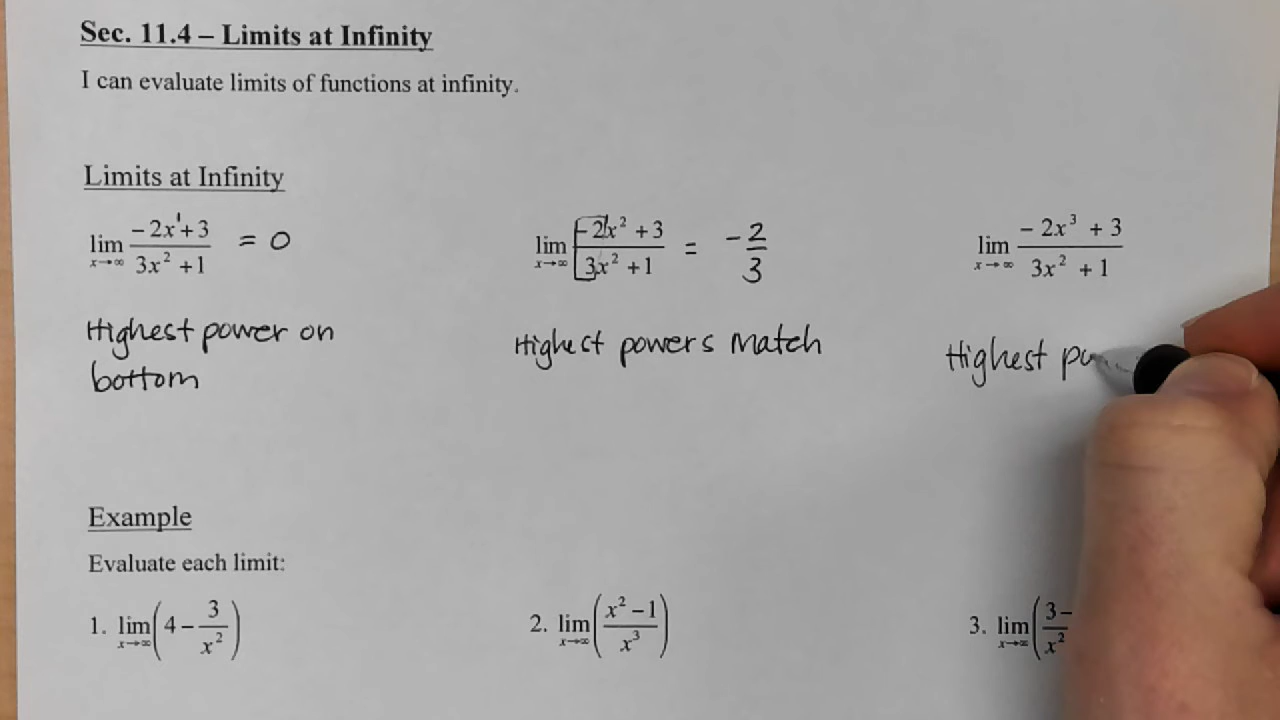 Sec. 11.4 – Limits at Infinity
I can evaluate limits of functions at infinity.
Limits at Infinity
lim x→∞ (-2x¹+3)/(3x²+1) = 0
lim x→∞ (-2x²+3)/(3x²+1) = -2/3
lim x→∞ (-2x³+3)/(3x²+1)
Highest power on
bottom
Highest powers Match
Highest
Example
Evaluate each limit:
1. lim x→∞ (4 - 3/x²)
2. lim x→∞ ((x²-1)/x³)
3. lim x→∞ (3-/x²